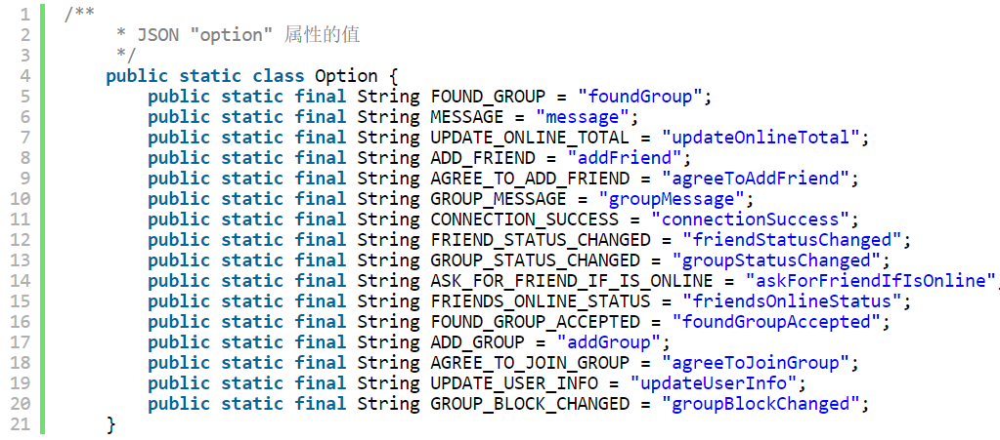 1 /**
2 * JSON "option" 属性的值
3 */
4 public static class Option {
5 public static final String FOUND_GROUP = "foundGroup";
6 public static final String MESSAGE = "message";
7 public static final String UPDATE_ONLINE_TOTAL = "updateOnlineTotal";
8 public static final String ADD_FRIEND = "addFriend";
9 public static final String AGREE_TO_ADD_FRIEND = "agreeToAddFriend";
10 public static final String GROUP_MESSAGE = "groupMessage";
11 public static final String CONNECTION_SUCCESS = "connectionSuccess";
12 public static final String FRIEND_STATUS_CHANGED = "friendStatusChanged";
13 public static final String GROUP_STATUS_CHANGED = "groupStatusChanged";
14 public static final String ASK_FOR_FRIEND_IF_IS_ONLINE = "askForFriendIfIsOnline";
15 public static final String FRIENDS_ONLINE_STATUS = "friendsOnlineStatus";
16 public static final String FOUND_GROUP_ACCEPTED = "foundGroupAccepted";
17 public static final String ADD_GROUP = "addGroup";
18 public static final String AGREE_TO_JOIN_GROUP = "agreeToJoinGroup";
19 public static final String UPDATE_USER_INFO = "updateUserInfo";
20 public static final String GROUP_BLOCK_CHANGED = "groupBlockChanged";
21 }